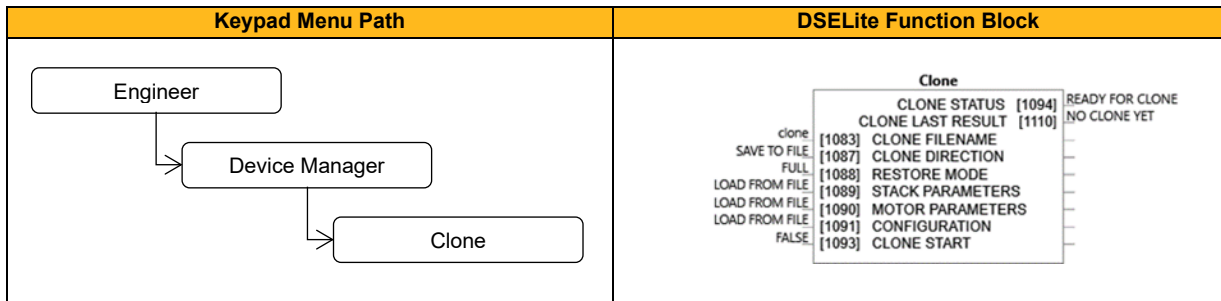 Keypad Menu Path
DSELite Function Block
Engineer
Device Manager
Clone
Clone
CLONE STATUS [1094] READY FOR CLONE
CLONE LAST RESULT [1110] NO CLONE YET
clone [1083] CLONE FILENAME
SAVE TO FILE [1087] CLONE DIRECTION
FULL [1088] RESTORE MODE
LOAD FROM FILE [1089] STACK PARAMETERS
LOAD FROM FILE [1090] MOTOR PARAMETERS
LOAD FROM FILE [1091] CONFIGURATION
FALSE [1093] CLONE START